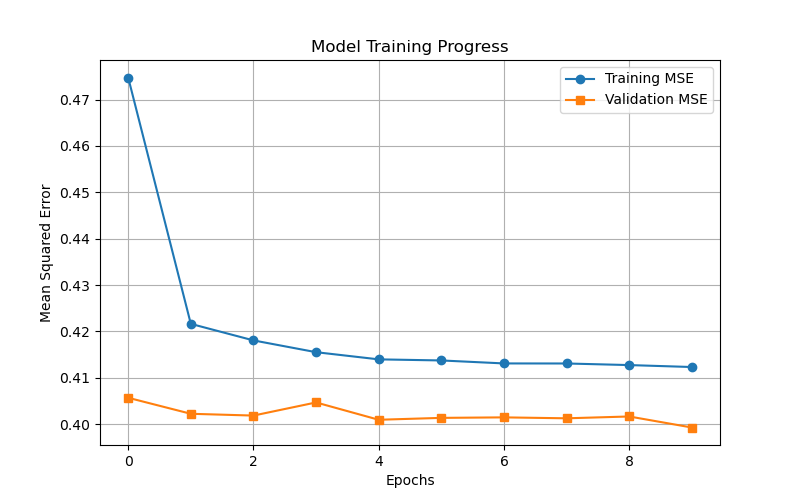 Model Training Progress
Training MSE
Validation MSE
Mean Squared Error
0.47
0.46
0.45
0.44
0.43
0.42
0.41
0.40
0
2
4
6
8
Epochs